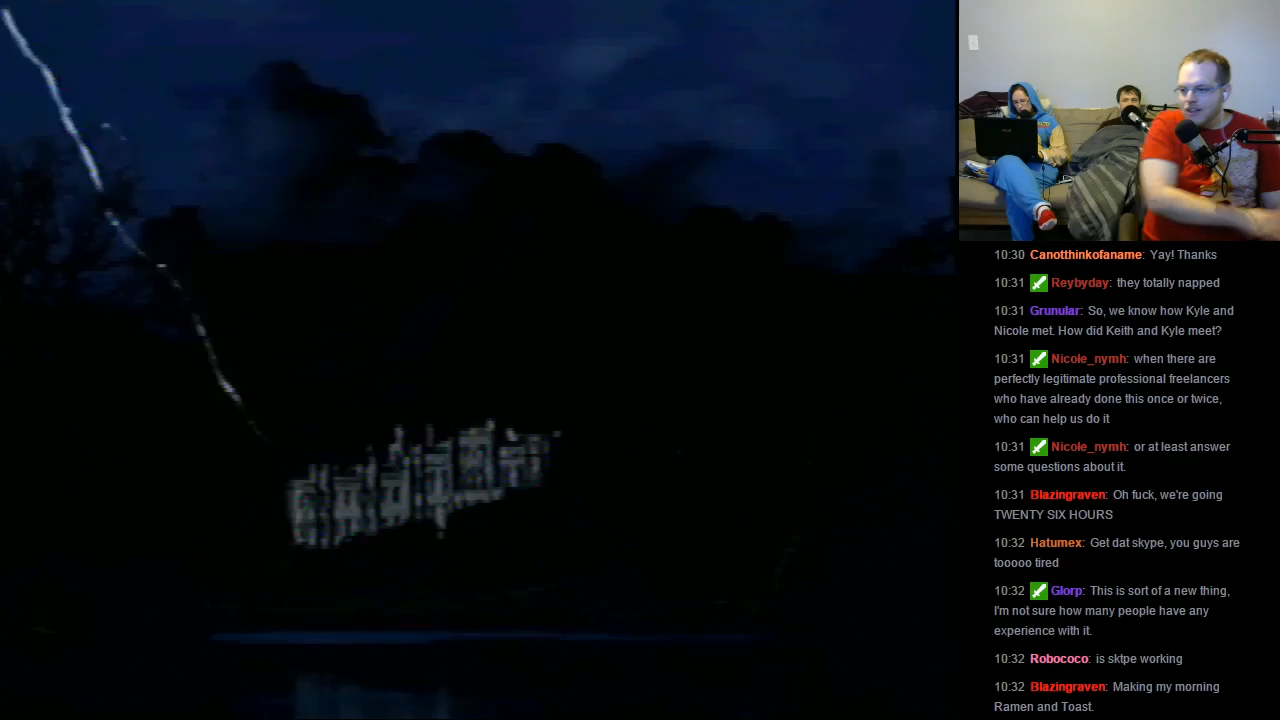 10:30 Canotthinkofaname: Yay! Thanks
10:31 Reybyday: they totally napped
10:31 Grunular: So, we know how Kyle and
Nicole met. How did Keith and Kyle meet?
10:31 Nicole_nymh: when there are
perfectly legitimate professional freelancers
who have already done this once or twice,
who can help us do it
10:31 Nicole_nymh: or at least answer
some questions about it.
10:31 Blazingraven: Oh fuck, we're going
TWENTY SIX HOURS
10:32 Hatumex: Get dat skype, you guys are
tooooo tired
10:32 Glorp: This is sort of a new thing,
I'm not sure how many people have any
experience with it.
10:32 Robococo: is sktpe working
10:32 Blazingraven: Making my morning
Ramen and Toast.